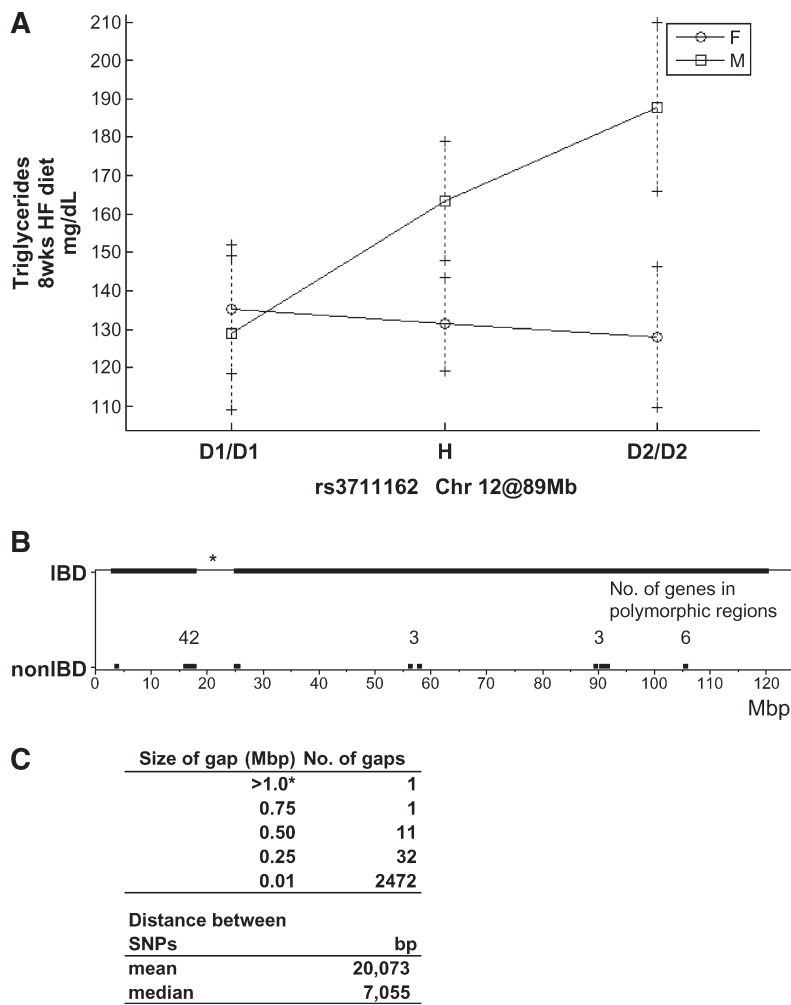 A
210
200
190
180
170
160
150
140
130
120
110
Triglycerides
8wks HF diet
mg/dL
F
M
D1/D1 H D2/D2
rs3711162 Chr 12@89Mb
B
IBD
*
No. of genes in
polymorphic regions
42 3 3 6
nonIBD
0 10 20 30 40 50 60 70 80 90 100 110 120
Mbp
C
Size of gap (Mbp) No. of gaps
>1.0* 1
0.75 1
0.50 11
0.25 32
0.01 2472
Distance between
SNPs bp
mean 20,073
median 7,055